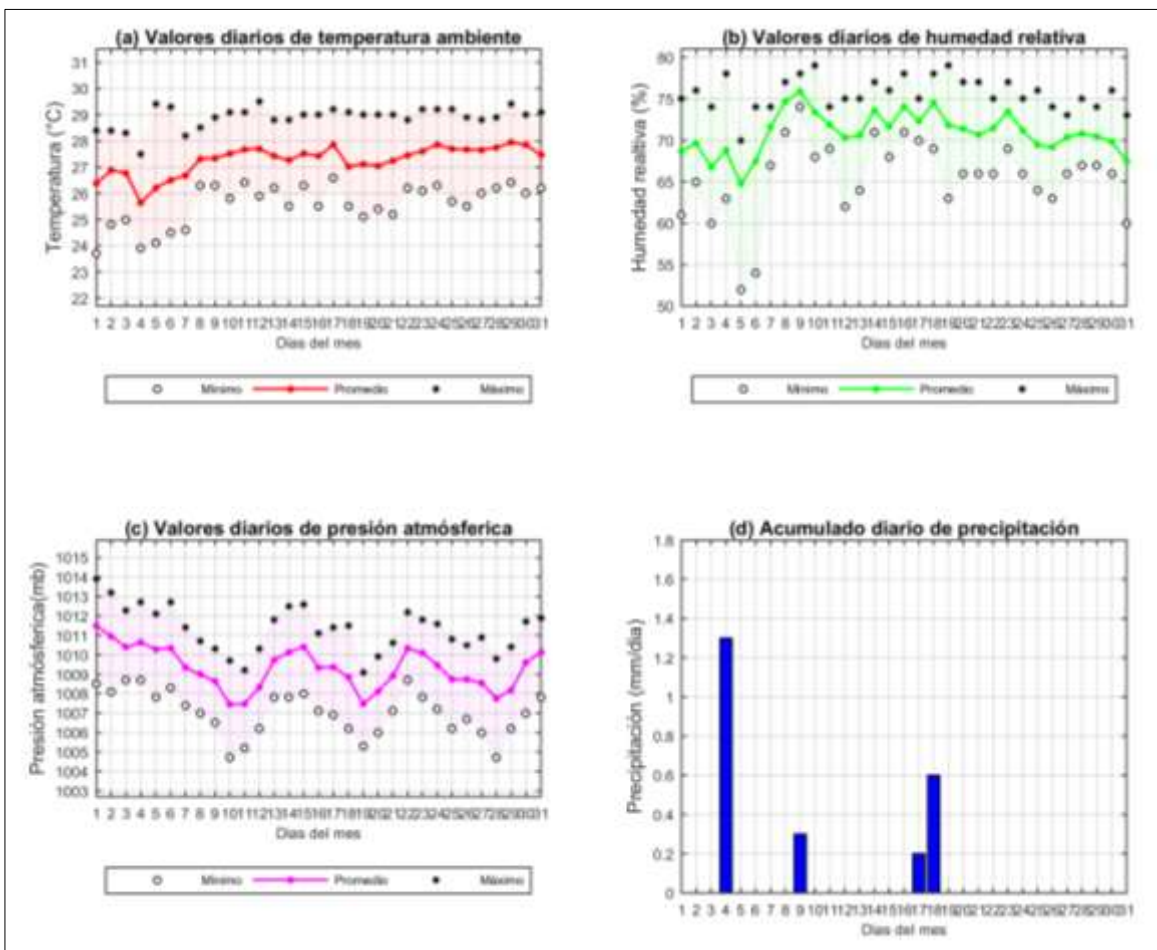 (a) Valores diarios de temperatura ambiente
31
30
29
28
27
26
25
24
23
22
Temperatura (°C)
1 2 3 4 5 6 7 8 9 10 11 12 13 14 15 16 17 18 19 20 21 22 23 24 25 26 27 28 29 30 31
Dias del mes
Mínimo Promedio Máximo
(b) Valores diarios de humedad relativa
80
75
70
65
60
55
50
Humedad realtiva (%)
1 2 3 4 5 6 7 8 9 10 11 12 13 14 15 16 17 18 19 20 21 22 23 24 25 26 27 28 29 30 31
Dias del mes
Mínimo Promedio Máximo
(c) Valores diarios de presión atmósferica
1015
1014
1013
1012
1011
1010
1009
1008
1007
1006
1005
1004
1003
Presión atmósferica(mb)
1 2 3 4 5 6 7 8 9 10 11 12 13 14 15 16 17 18 19 20 21 22 23 24 25 26 27 28 29 30 31
Dias del mes
Mínimo Promedio Máximo
(d) Acumulado diario de precipitación
1.8
1.6
1.4
1.2
1
0.8
0.6
0.4
0.2
0
Precipitación (mm/dia)
1 2 3 4 5 6 7 8 9 10 11 12 13 14 15 16 17 18 19 20 21 22 23 24 25 26 27 28 29 30 31
Dias del mes